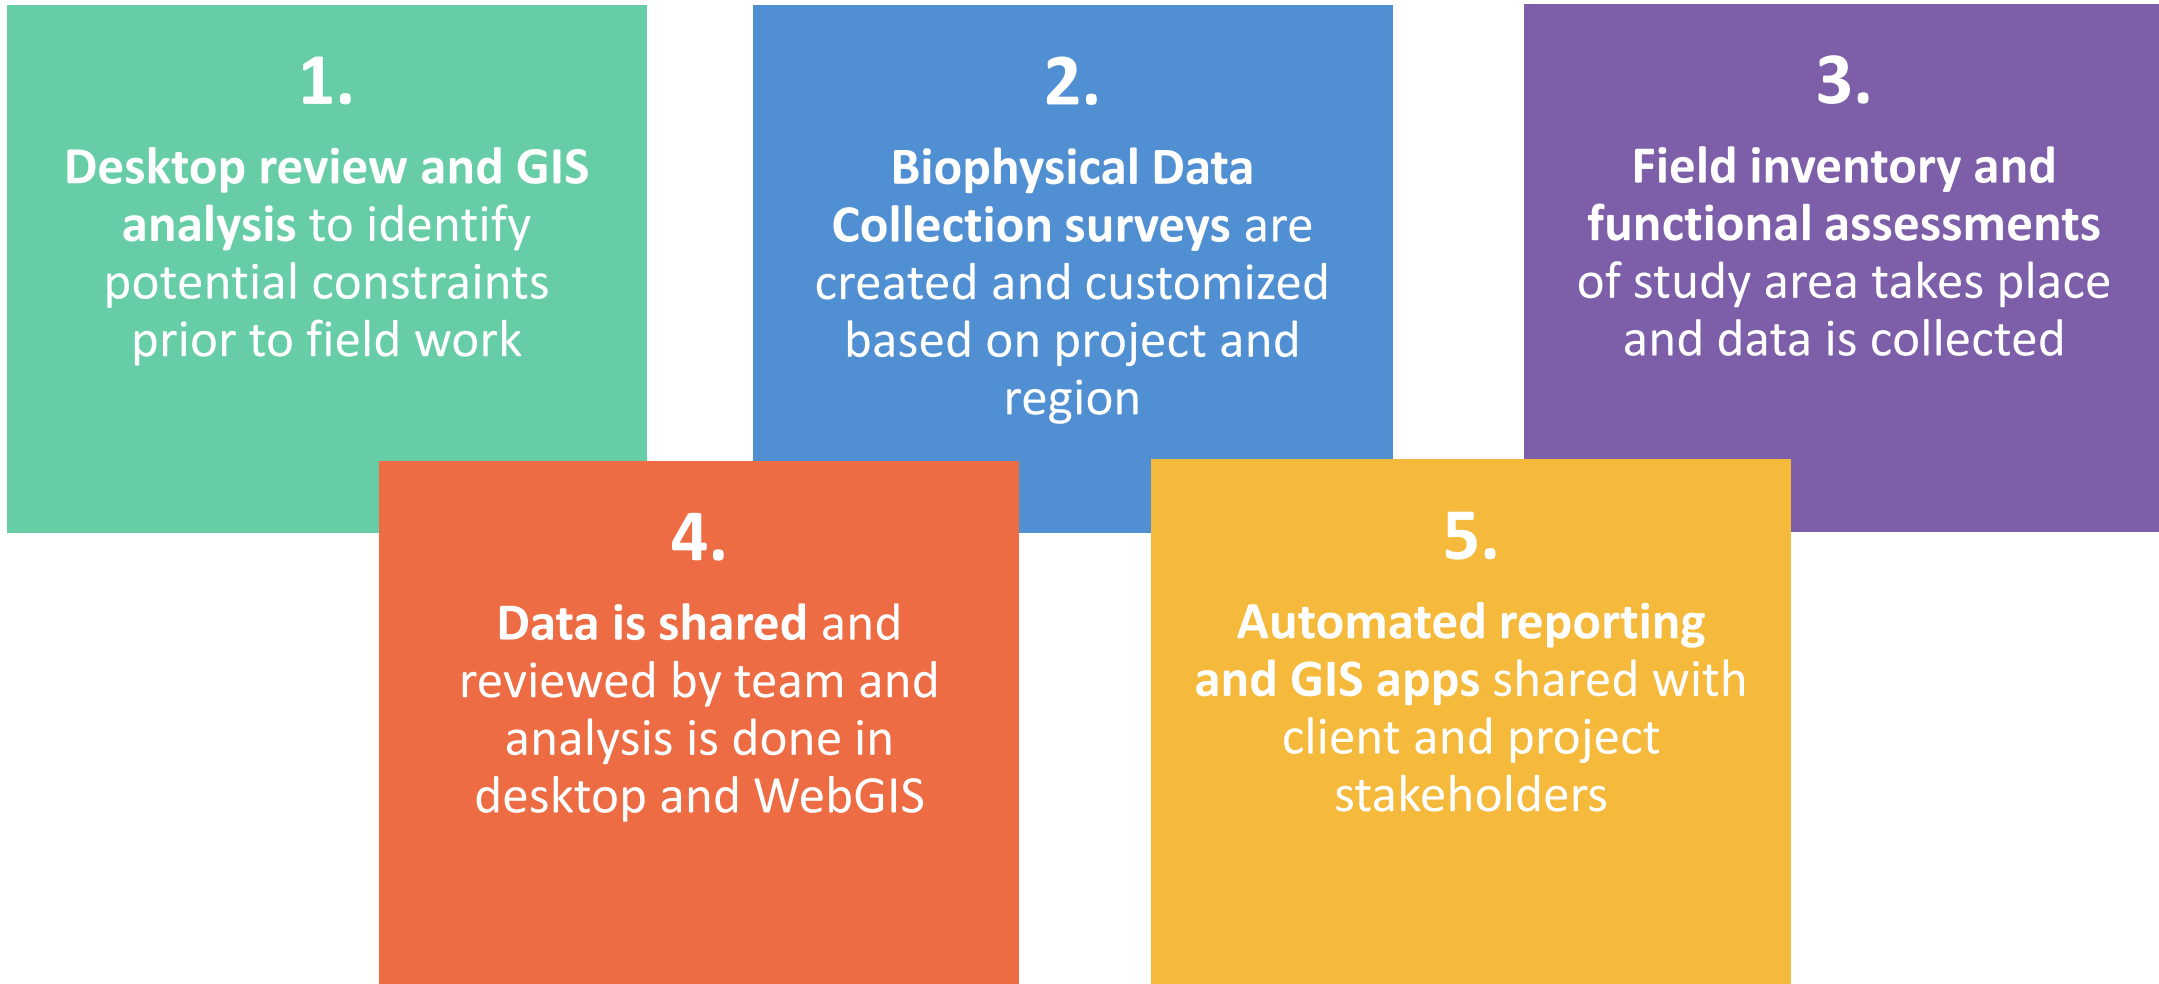 1.
Desktop review and GIS
analysis to identify
potential constraints
prior to field work
2.
Biophysical Data
Collection surveys are
created and customized
based on project and
region
3.
Field inventory and
functional assessments
of study area takes place
and data is collected
4.
Data is shared and
reviewed by team and
analysis is done in
desktop and WebGIS
5.
Automated reporting
and GIS apps shared with
client and project
stakeholders